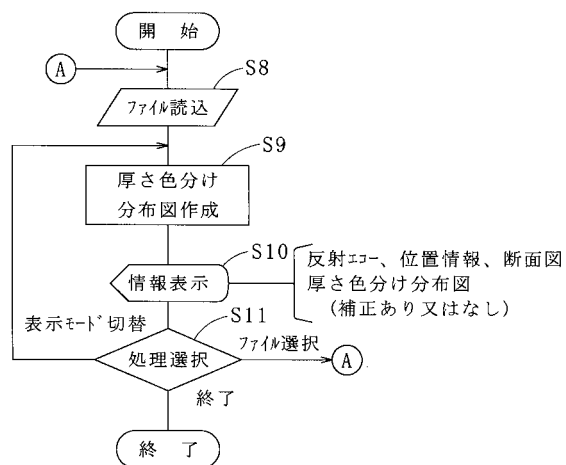 開 始
A
S8
ファイル読込
S9
厚さ色分け
分布図作成
S10
情報表示
反射エコー、位置情報、断面図
厚さ色分け分布図
(補正あり又はなし)
表示モード切替
S11
処理選択
ファイル選択
A
終了
終 了